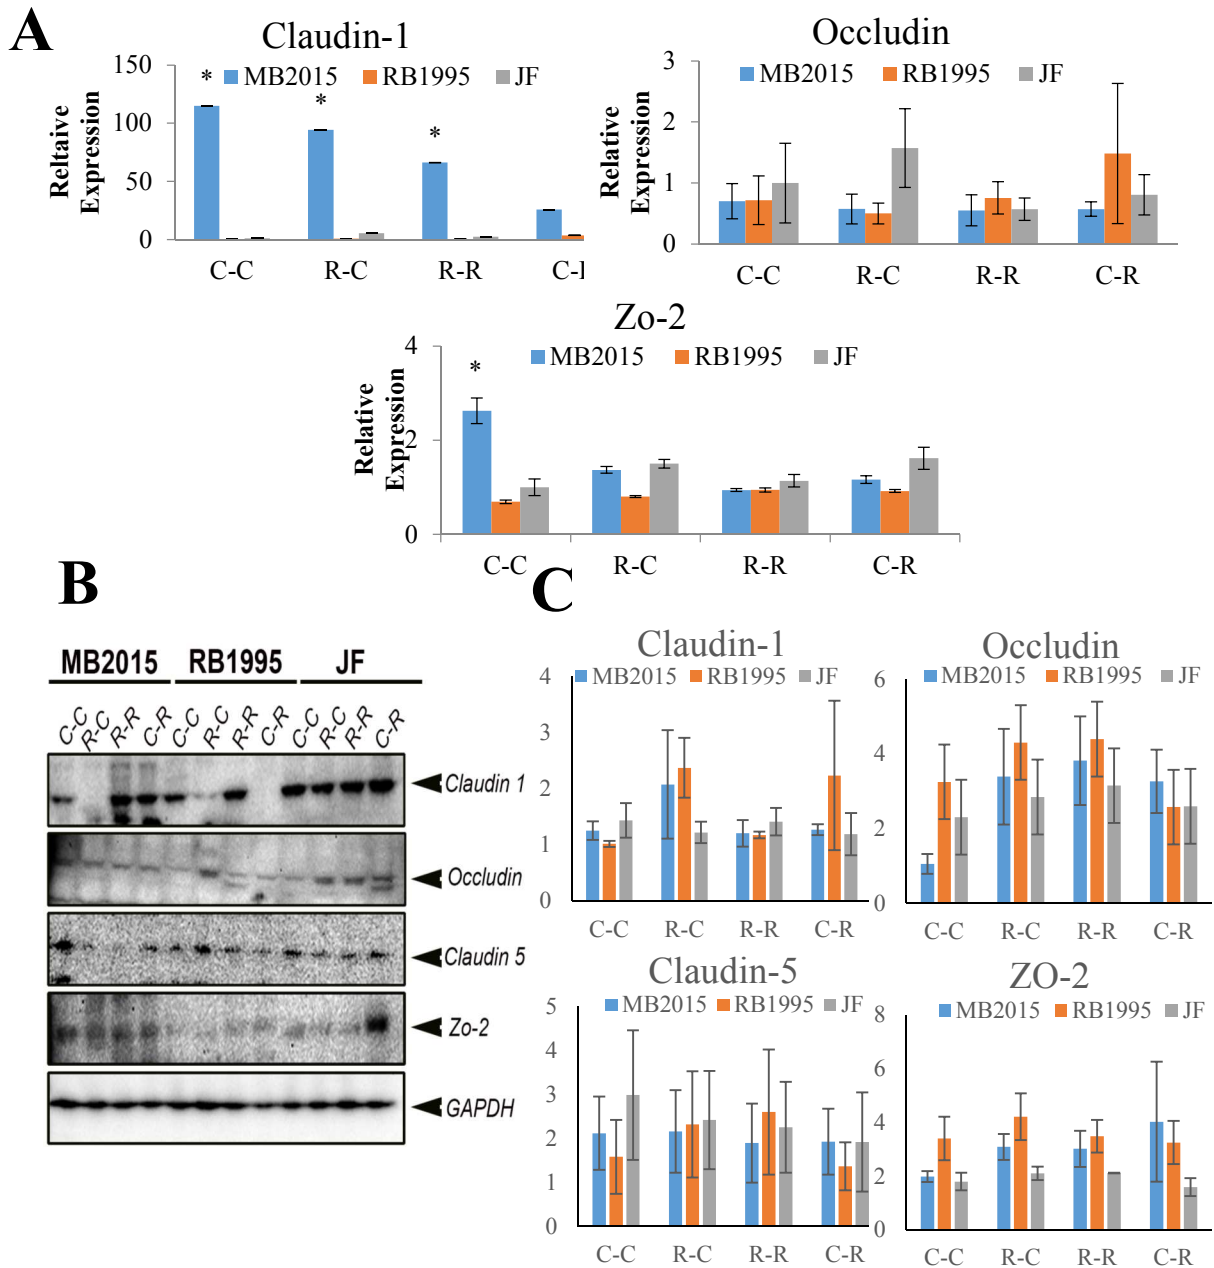 A
Claudin-1
150
100
50
0
Reltaive
Expression
* MB2015 RB1995 JF
*
*
C-C R-C R-R C-I
Occludin
3
2
1
0
Relative
Expression
MB2015 RB1995 JF
C-C R-C R-R C-R
Zo-2
4
2
0
Relative
Expression
MB2015 RB1995 JF
*
C-C R-C R-R C-R
B
MB2015 RB1995 JF
C-C R-C R-R C-R C-C R-C R-R C-R C-C R-C R-R C-R
Claudin 1
Occludin
Claudin 5
Zo-2
GAPDH
C
Claudin-1
MB2015 RB1995 JF
4
3
2
1
0
C-C R-C R-R C-R
Occludin
MB2015 RB1995 JF
6
4
2
0
C-C R-C R-R C-R
Claudin-5
MB2015 RB1995 JF
5
4
3
2
1
0
C-C R-C R-R C-R
ZO-2
MB2015 RB1995 JF
8
6
4
2
0
C-C R-C R-R C-R